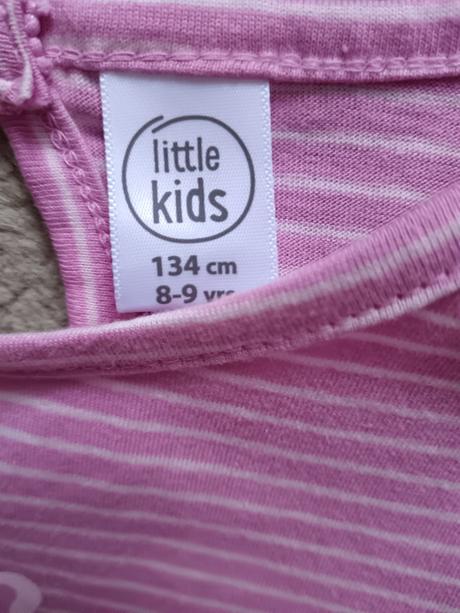 little
kids
134 cm
8-9 yrs